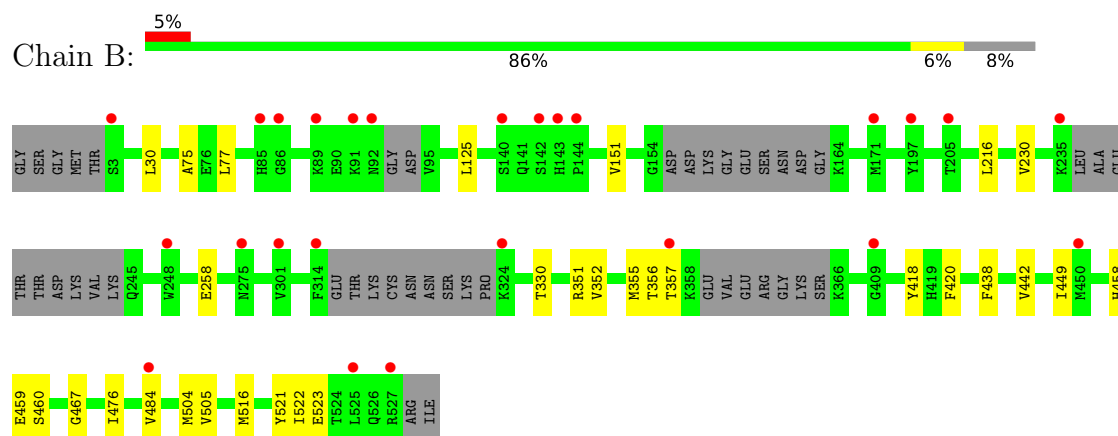 5%
Chain B:
86% 6% 8%
GLY SER GLY MET THR S3 L30 A75 E76 L77 H85 G86 K89 E90 K91 N92 GLY ASP V95 L125 S140 Q141 S142 H143 P144 V151 G154 ASP ASP LYS GLY GLU SER ASN ASP GLY K164 M171 Y197 T205 L216 V230 K235 LEU ALA GLU
THR THR ASP LYS VAL LYS Q245 W248 E258 N275 V301 F314 GLU THR LYS CYS ASN ASN SER LYS PRO K324 T330 R351 V352 M355 T356 T357 K358 GLU VAL GLU ARG GLY LYS SER K366 G409 Y418 H419 F420 F438 V442 I449 M450 H458
E459 S460 G467 I476 V484 M504 V505 M516 Y521 I522 E523 T524 L525 Q526 R527 ARG ILE